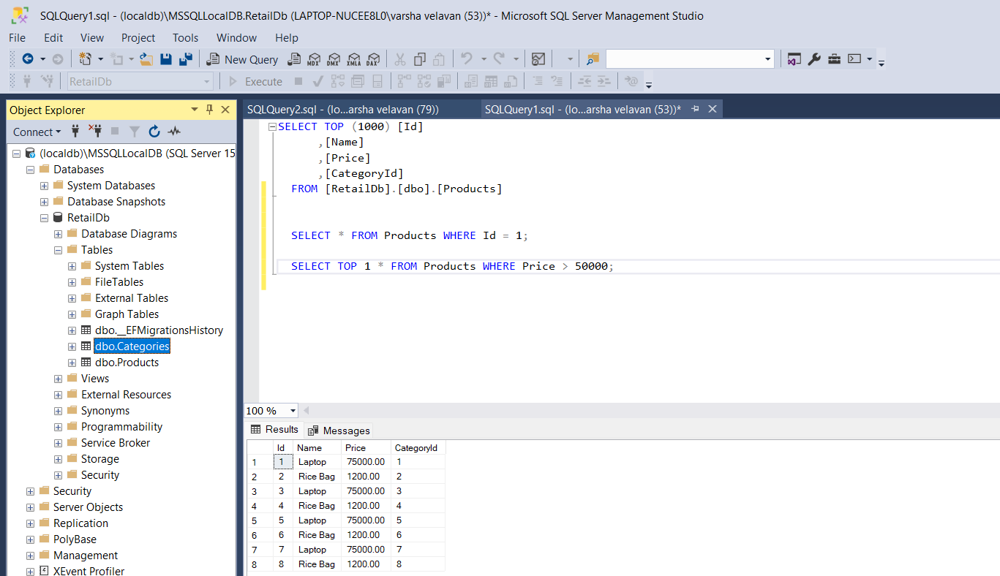 SQLQuery1.sql - (localdb)\MSSQLLocalDB.RetailDb (LAPTOP-NUCEE8L0\varsha velavan (53))* - Microsoft SQL Server Management Studio
File Edit View Project Tools Window Help
New Query MDX DMX XMLA DAX
RetailDb Execute
Object Explorer
Connect
(localdb)\MSSQLLocalDB (SQL Server 15
Databases
System Databases
Database Snapshots
RetailDb
Database Diagrams
Tables
System Tables
FileTables
External Tables
Graph Tables
dbo.__EFMigrationsHistory
dbo.Categories
dbo.Products
Views
External Resources
Synonyms
Programmability
Service Broker
Storage
Security
Security
Server Objects
Replication
PolyBase
Management
XEvent Profiler
SQLQuery2.sql - (lo...arsha velavan (79)) SQLQuery1.sql - (lo...arsha velavan (53))*
SELECT TOP (1000) [Id]
,[Name]
,[Price]
,[CategoryId]
FROM [RetailDb].[dbo].[Products]
SELECT * FROM Products WHERE Id = 1;
SELECT TOP 1 * FROM Products WHERE Price > 50000;
100 %
Results Messages
Id Name Price CategoryId
1 1 Laptop 75000.00 1
2 2 Rice Bag 1200.00 2
3 3 Laptop 75000.00 3
4 4 Rice Bag 1200.00 4
5 5 Laptop 75000.00 5
6 6 Rice Bag 1200.00 6
7 7 Laptop 75000.00 7
8 8 Rice Bag 1200.00 8